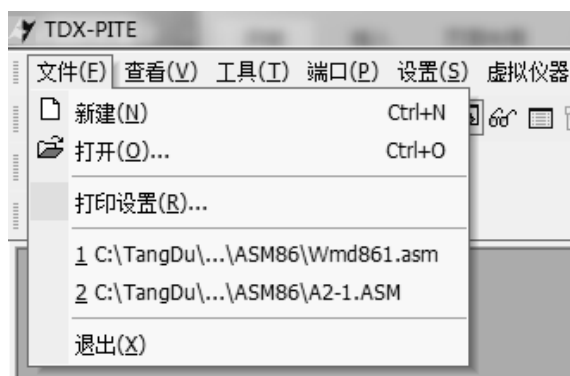 TDX-PITE
文件(F) 查看(V) 工具(T) 端口(P) 设置(S) 虚拟仪器
新建(N) Ctrl+N
打开(O)... Ctrl+O
打印设置(R)...
1 C:\TangDu\...\ASM86\Wmd861.asm
2 C:\TangDu\...\ASM86\A2-1.ASM
退出(X)